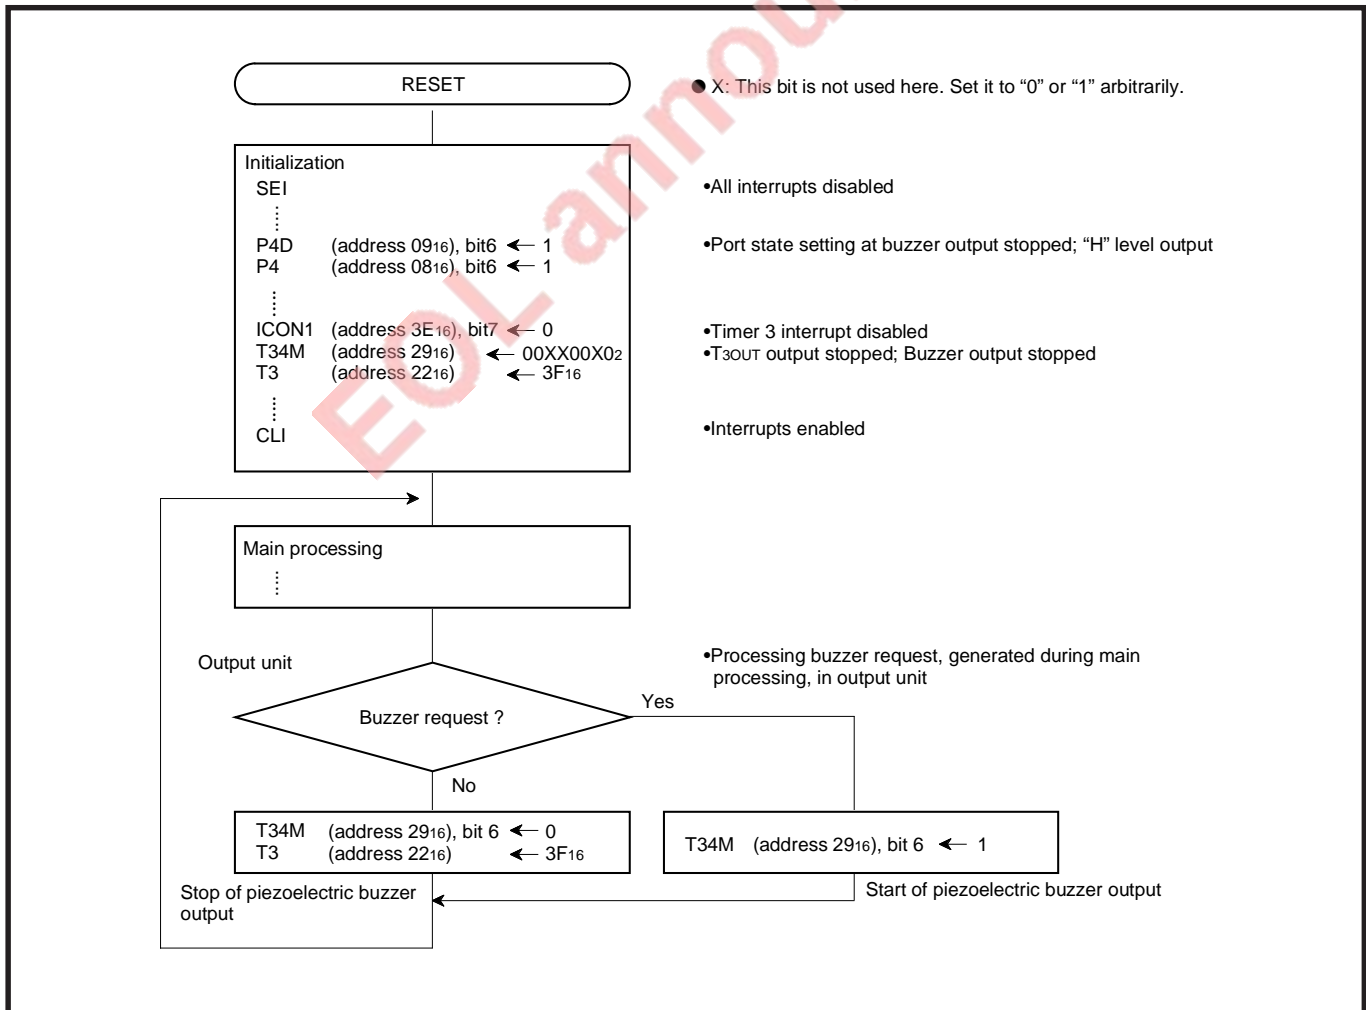 RESET
● X: This bit is not used here. Set it to “0” or “1” arbitrarily.
Initialization
SEI
•All interrupts disabled
P4D (address 0916), bit6 ← 1
•Port state setting at buzzer output stopped; “H” level output
P4 (address 0816), bit6 ← 1
ICON1 (address 3E16), bit7 ← 0
•Timer 3 interrupt disabled
T34M (address 2916) ← 00XX00X02
•T3OUT output stopped; Buzzer output stopped
T3 (address 2216) ← 3F16
CLI
•Interrupts enabled
Main processing
Output unit
•Processing buzzer request, generated during main
processing, in output unit
Buzzer request ?
Yes
No
T34M (address 2916), bit 6 ← 0
T3 (address 2216) ← 3F16
T34M (address 2916), bit 6 ← 1
Stop of piezoelectric buzzer
output
Start of piezoelectric buzzer output
EOL annou